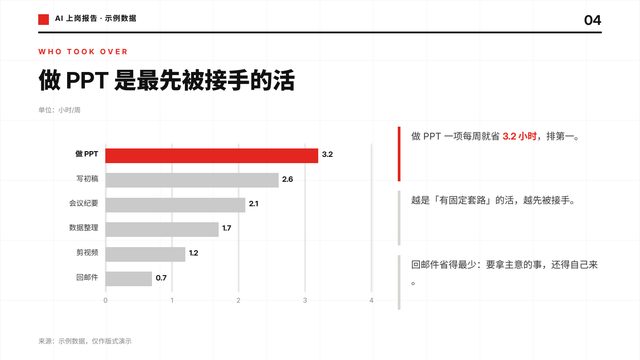 AI 上岗报告 · 示例数据
04
WHO TOOK OVER
做 PPT 是最先被接手的活
单位：小时/周
做 PPT
3.2
写初稿
2.6
会议纪要
2.1
数据整理
1.7
剪视频
1.2
回邮件
0.7
0 1 2 3 4
做 PPT 一项每周就省 3.2 小时，排第一。
越是「有固定套路」的活，越先被接手。
回邮件省得最少：要拿主意的事，还得自己来
。
来源：示例数据，仅作版式演示